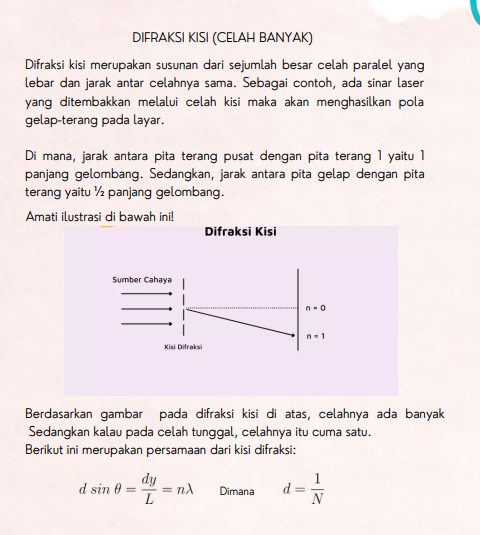 DIFRAKSI KISI (CELAH BANYAK)
Difraksi kisi merupakan susunan dari sejumlah besar celah paralel yang
lebar dan jarak antar celahnya sama. Sebagai contoh, ada sinar laser
yang ditembakkan melalui celah kisi maka akan menghasilkan pola
gelap-terang pada layar.
Di mana, jarak antara pita terang pusat dengan pita terang 1 yaitu 1
panjang gelombang. Sedangkan, jarak antara pita gelap dengan pita
terang yaitu ½ panjang gelombang.
Amati ilustrasi di bawah ini!
Difraksi Kisi
Sumber Cahaya
n = 0
n = 1
Kisi Difraksi
Berdasarkan gambar pada difraksi kisi di atas, celahnya ada banyak
Sedangkan kalau pada celah tunggal, celahnya itu cuma satu.
Berikut ini merupakan persamaan dari kisi difraksi:
d sin θ = dy/L = nλ Dimana d = 1/N